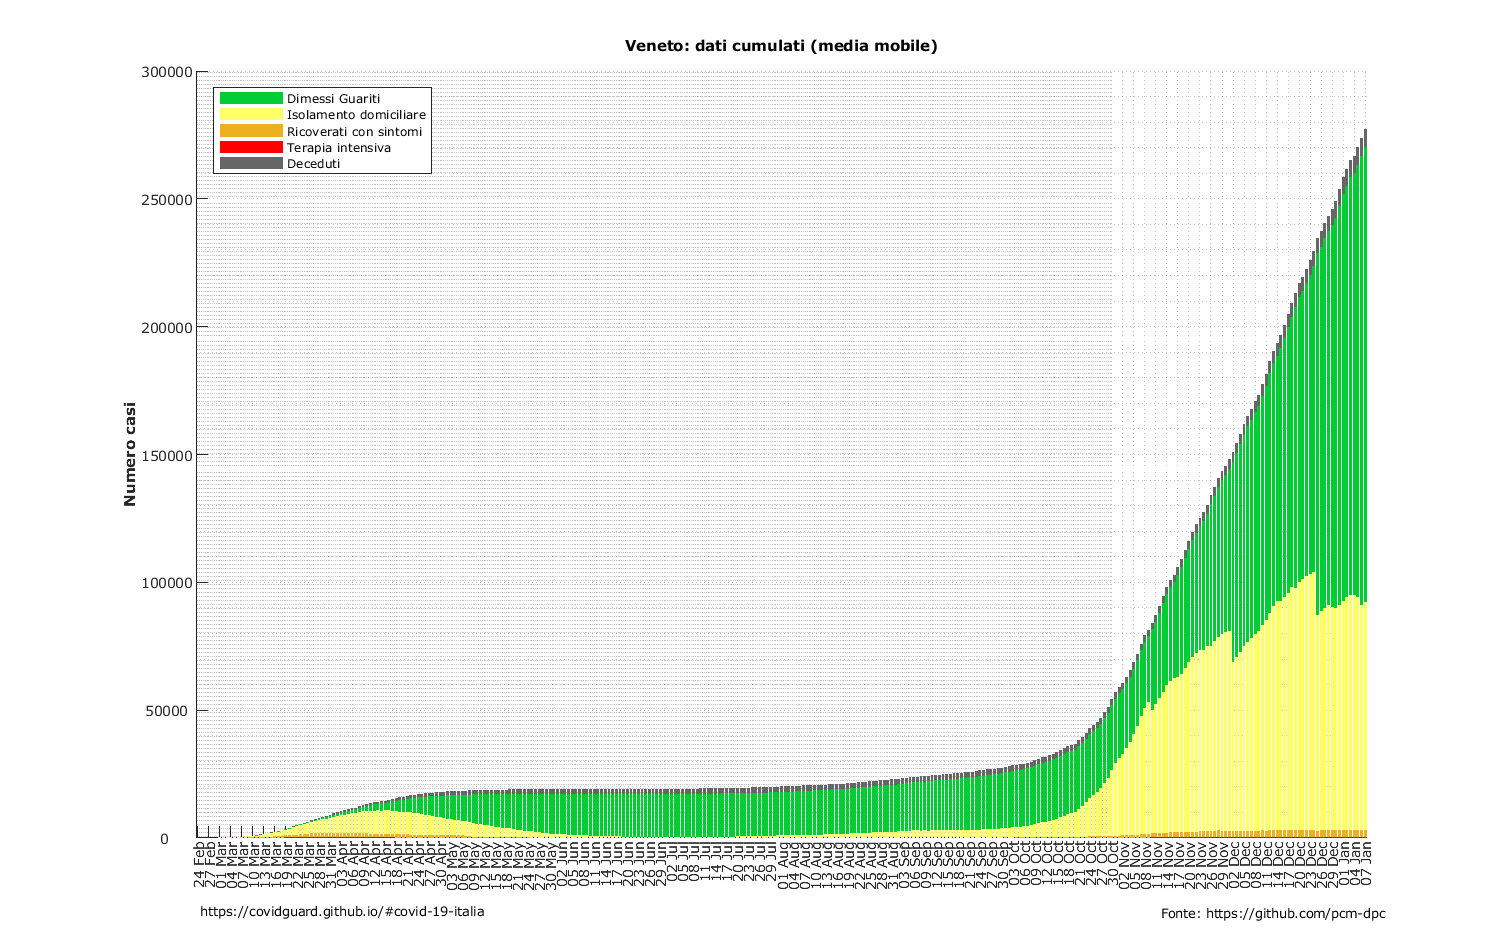 Veneto: dati cumulati (media mobile)
300000
250000
200000
150000
100000
50000
0
Numero casi
Dimessi Guariti
Isolamento domiciliare
Ricoverati con sintomi
Terapia intensiva
Deceduti
24 Feb
27 Feb
01 Mar
04 Mar
07 Mar
10 Mar
13 Mar
16 Mar
19 Mar
22 Mar
25 Mar
28 Mar
31 Mar
03 Apr
06 Apr
09 Apr
12 Apr
15 Apr
18 Apr
21 Apr
24 Apr
27 Apr
30 Apr
03 May
06 May
09 May
12 May
15 May
18 May
21 May
24 May
27 May
30 May
02 Jun
05 Jun
08 Jun
11 Jun
14 Jun
17 Jun
20 Jun
23 Jun
26 Jun
29 Jun
02 Jul
05 Jul
08 Jul
11 Jul
14 Jul
17 Jul
20 Jul
23 Jul
26 Jul
29 Jul
01 Aug
04 Aug
07 Aug
10 Aug
13 Aug
16 Aug
19 Aug
22 Aug
25 Aug
28 Aug
31 Aug
03 Sep
06 Sep
09 Sep
12 Sep
15 Sep
18 Sep
21 Sep
24 Sep
27 Sep
30 Sep
03 Oct
06 Oct
09 Oct
12 Oct
15 Oct
18 Oct
21 Oct
24 Oct
27 Oct
30 Oct
02 Nov
05 Nov
08 Nov
11 Nov
14 Nov
17 Nov
20 Nov
23 Nov
26 Nov
29 Nov
02 Dec
05 Dec
08 Dec
11 Dec
14 Dec
17 Dec
20 Dec
23 Dec
26 Dec
29 Dec
01 Jan
04 Jan
07 Jan
https://covidguard.github.io/#covid-19-italia
Fonte: https://github.com/pcm-dpc